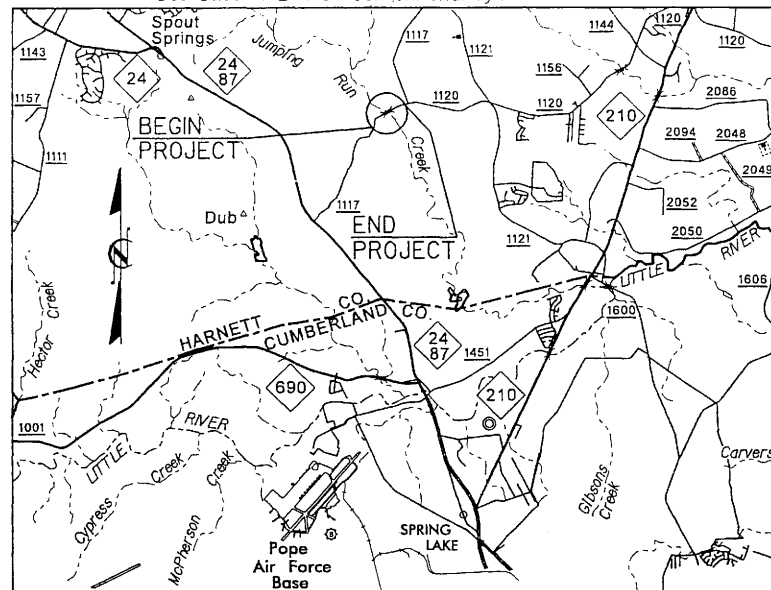 Spout
Springs
Jumping
Run
Creek
1143
24
24
87
1117
1121
1144
1120
1120
1156
1120
1120
210
2086
2094
2048
2049
1157
1111
BEGIN
PROJECT
Dub
1117
END
PROJECT
1121
2052
2050
LITTLE
RIVER
1606
Hector Creek
HARNETT CO.
CUMBERLAND CO.
24
87
1451
1600
690
210
1001
LITTLE
RIVER
Cypress Creek
McPherson Creek
Pope
Air Force
Base
SPRING
LAKE
Gibsons
Creek
Carvers